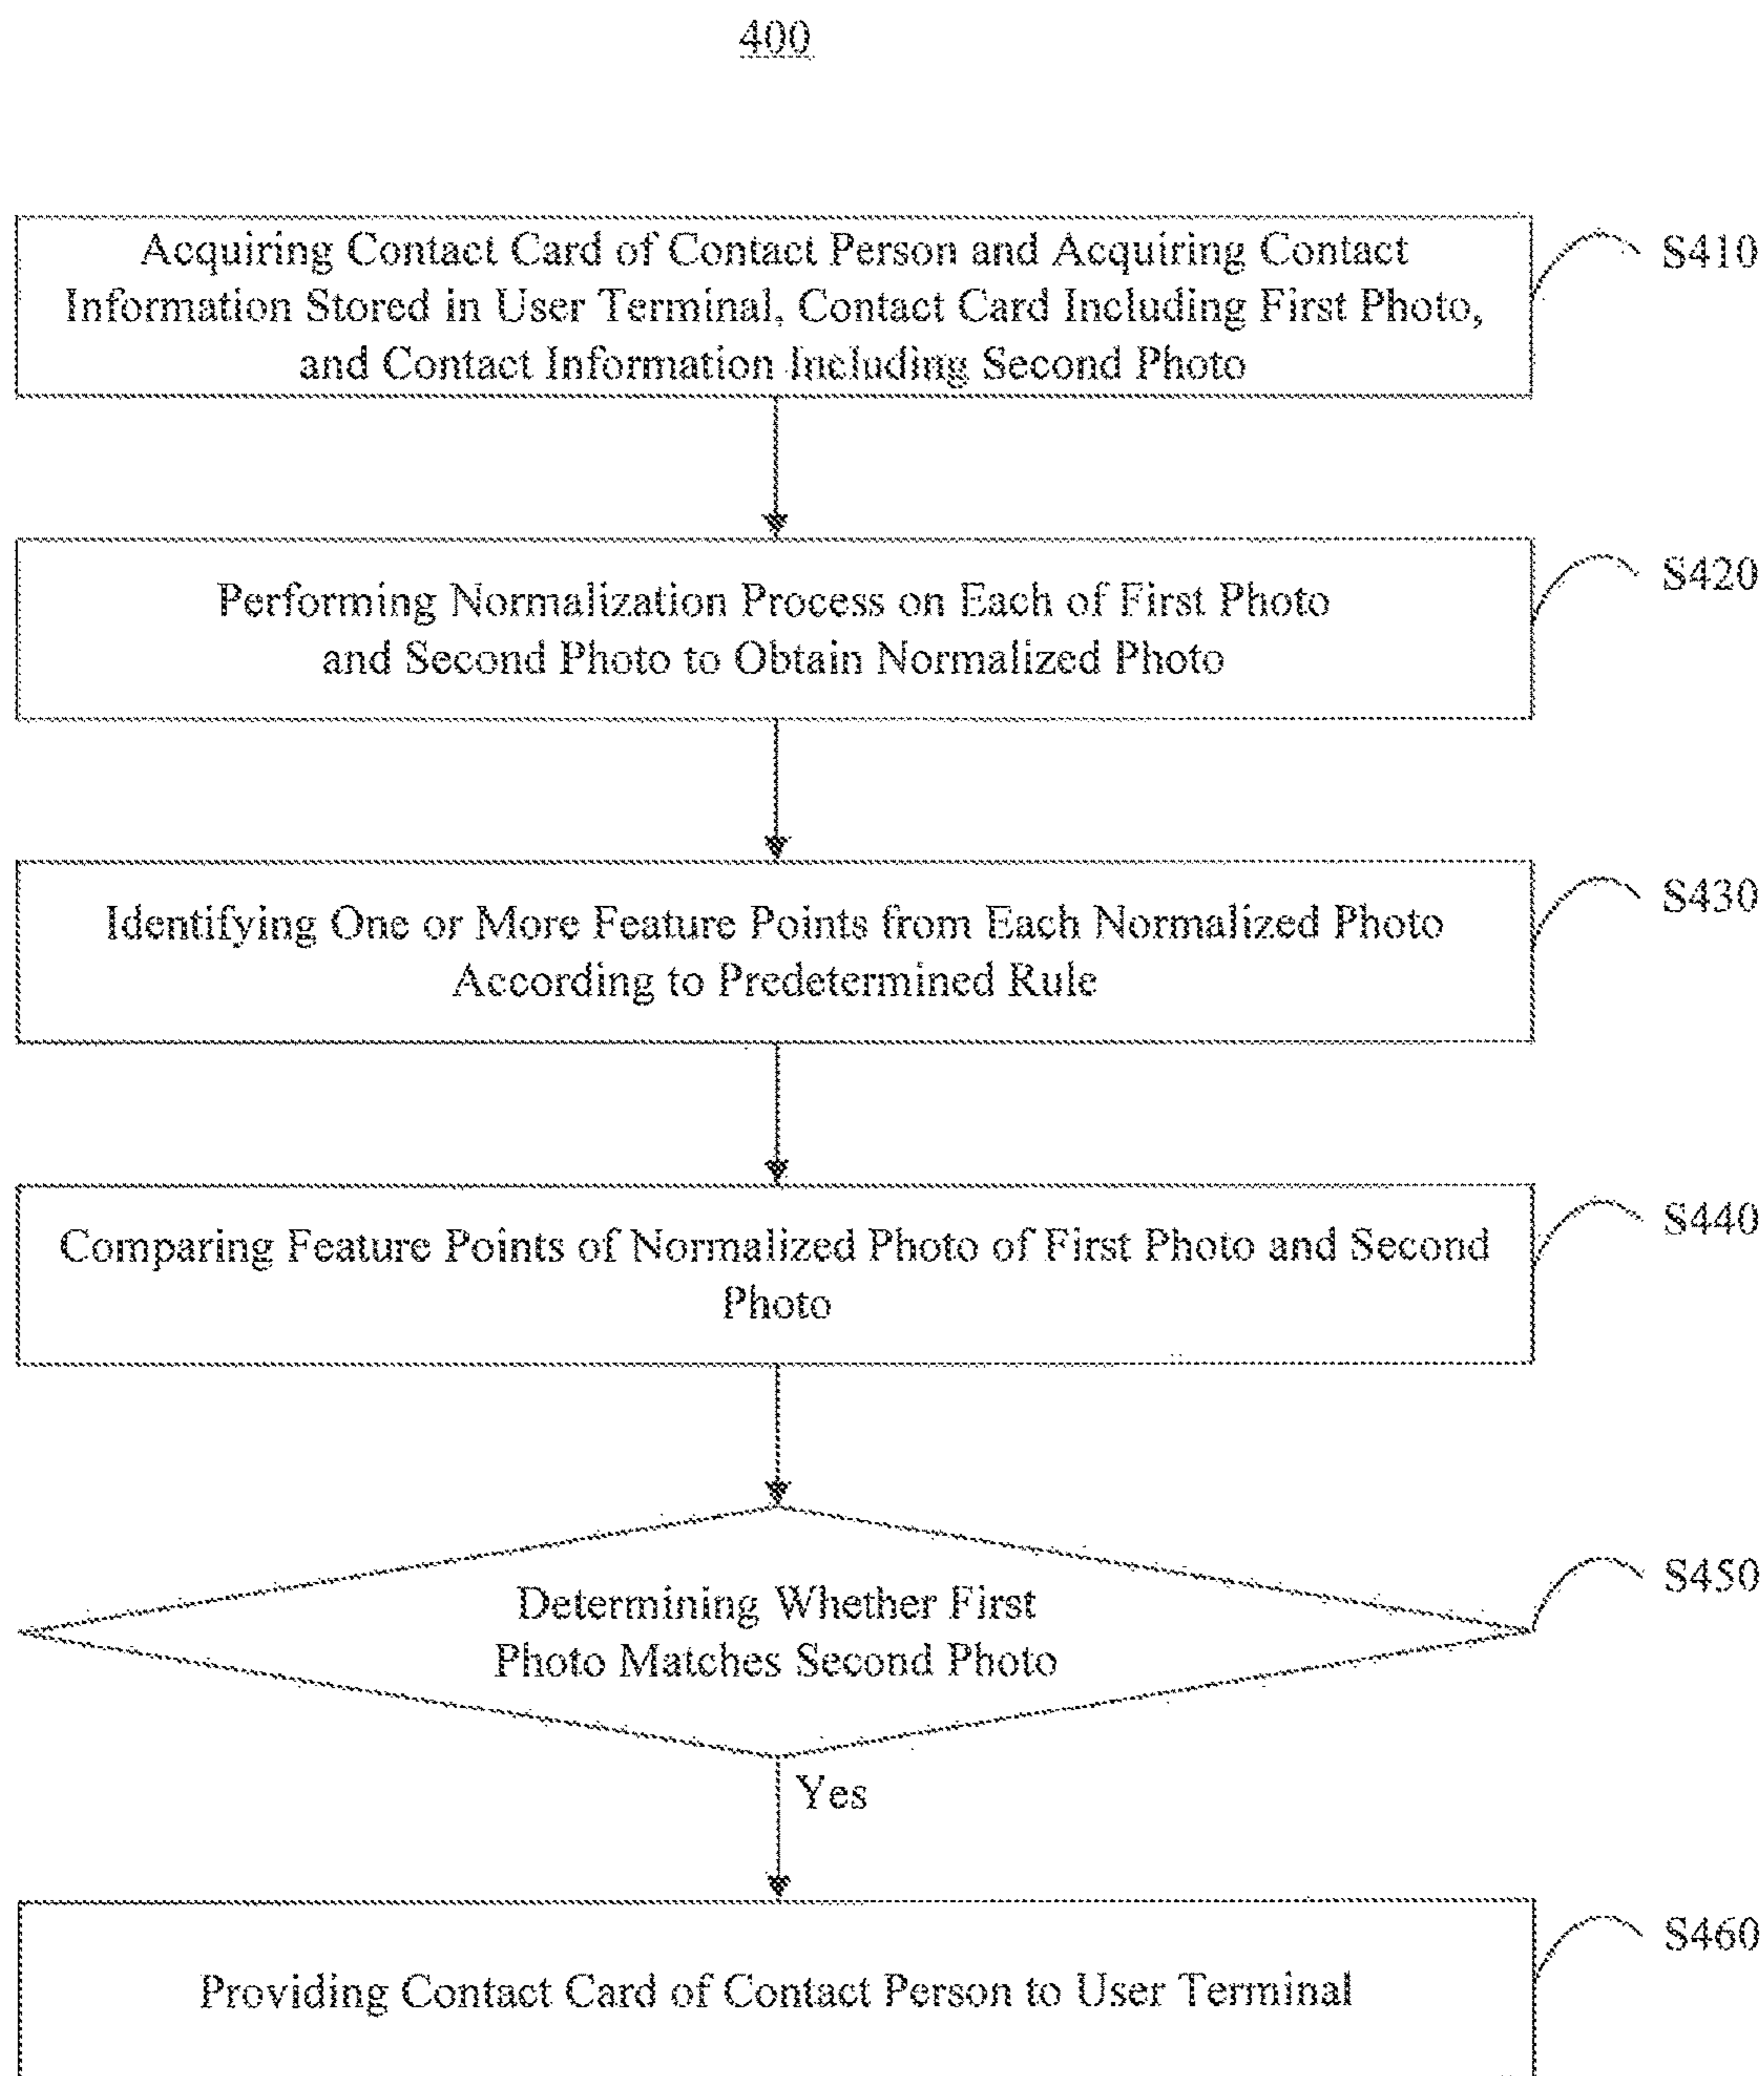 400
Acquiring Contact Card of Contact Person and Acquiring Contact
Information Stored in User Terminal, Contact Card Including First Photo,
and Contact Information Including Second Photo
S410
Performing Normalization Process on Each of First Photo
and Second Photo to Obtain Normalized Photo
S420
Identifying One or More Feature Points from Each Normalized Photo
According to Predetermined Rule
S430
Comparing Feature Points of Normalized Photo of First Photo and Second
Photo
S440
Determining Whether First
Photo Matches Second Photo
S450
Yes
Providing Contact Card of Contact Person to User Terminal
S460